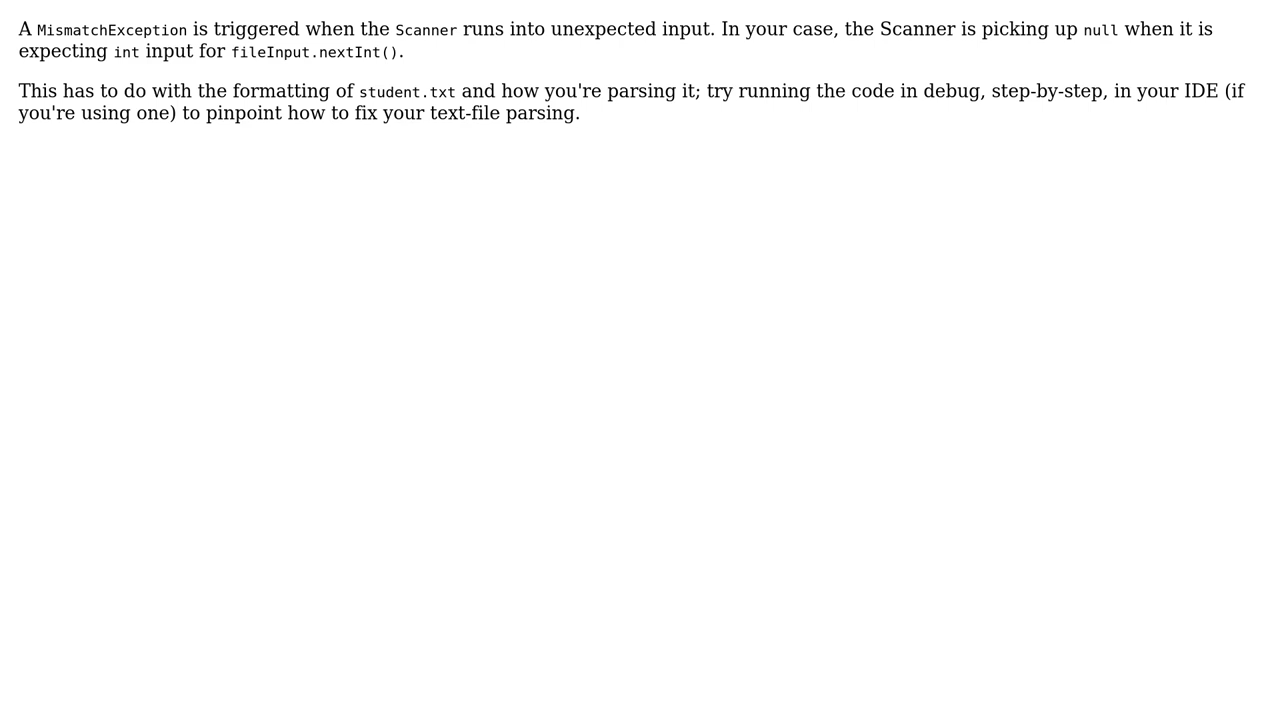 A MismatchException is triggered when the Scanner runs into unexpected input. In your case, the Scanner is picking up null when it is
expecting int input for fileInput.nextInt().
This has to do with the formatting of student.txt and how you're parsing it; try running the code in debug, step-by-step, in your IDE (if
you're using one) to pinpoint how to fix your text-file parsing.